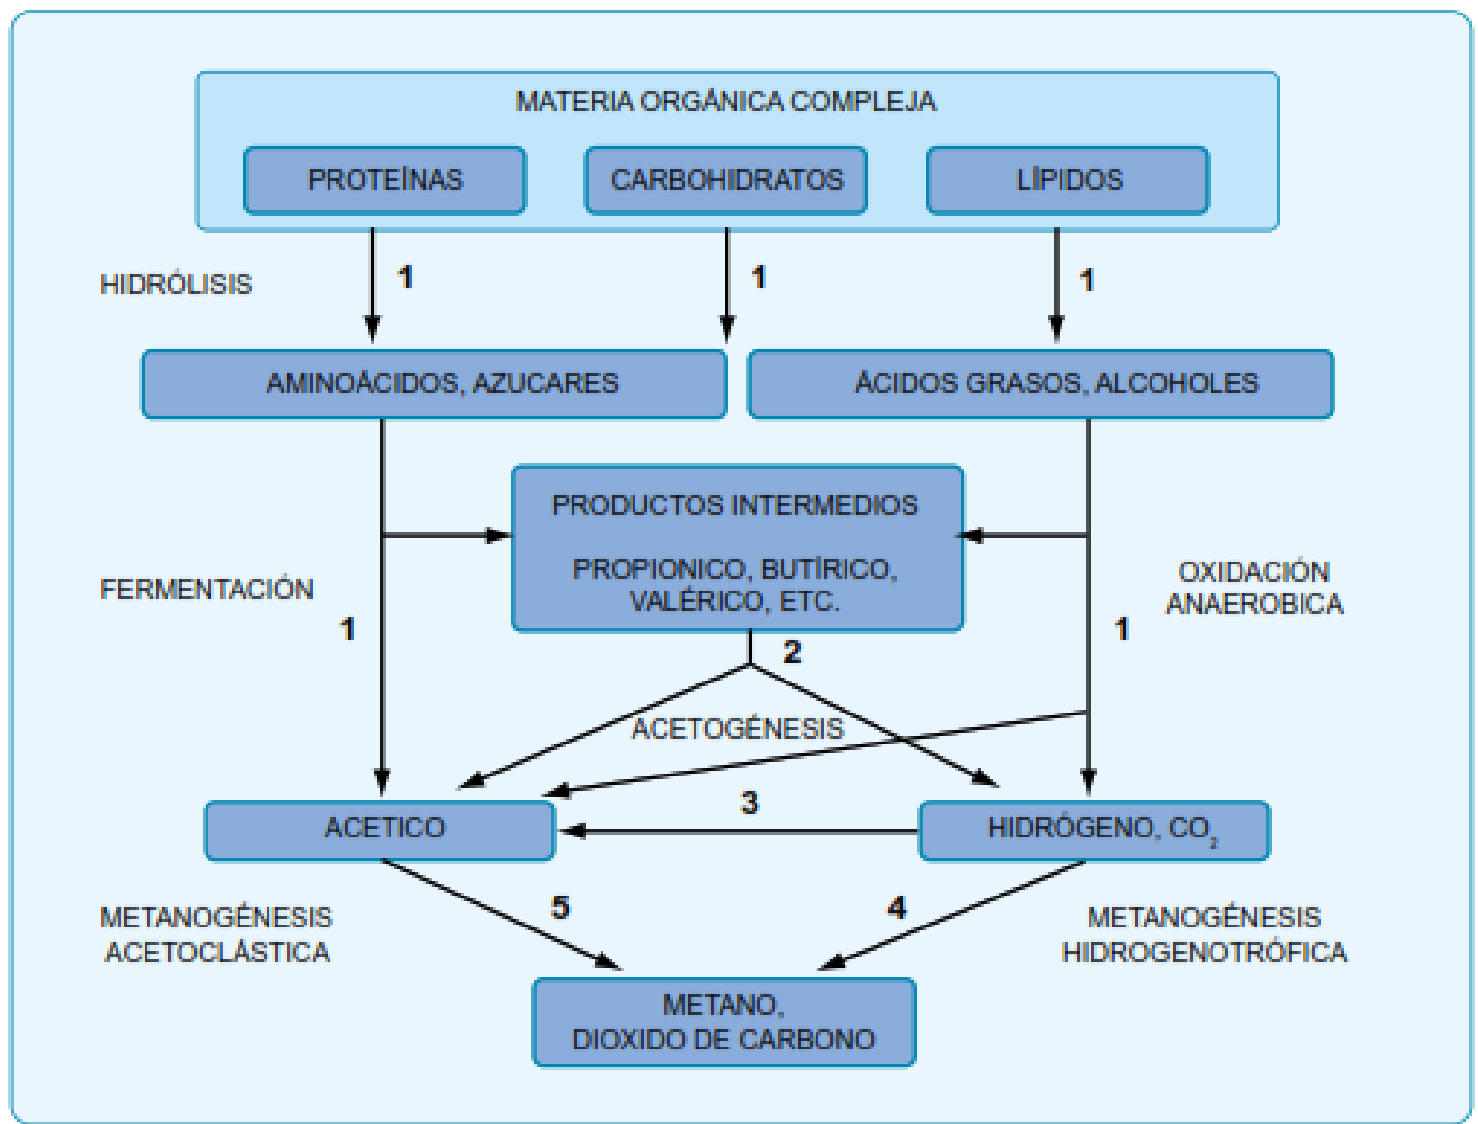 MATERIA ORGÁNICA COMPLEJA
PROTEÍNAS
CARBOHIDRATOS
LÍPIDOS
HIDRÓLISIS
1
1
1
AMINOÁCIDOS, AZUCARES
ÁCIDOS GRASOS, ALCOHOLES
PRODUCTOS INTERMEDIOS
PROPIONICO, BUTÍRICO,
VALÉRICO, ETC.
FERMENTACIÓN
OXIDACIÓN
ANAEROBICA
1
1
2
ACETOGÉNESIS
3
ACETICO
HIDRÓGENO, CO₂
METANOGÉNESIS
ACETOCLÁSTICA
5
4
METANOGÉNESIS
HIDROGENOTRÓFICA
METANO,
DIOXIDO DE CARBONO